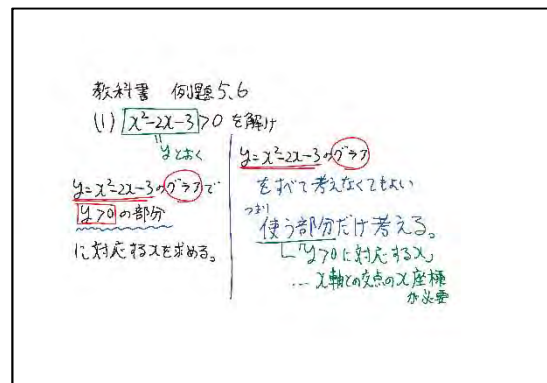 教科書 例題5.6
(1) x²-2x-3>0 を解け
yとおく
y=x²-2x-3のグラフで
y>0の部分
に対応するxを求める。
y=x²-2x-3のグラフ
をすべて考えなくてもよい
つまり
使う部分だけ考える。
y>0に対応するx
… x軸との交点のx座標
が必要